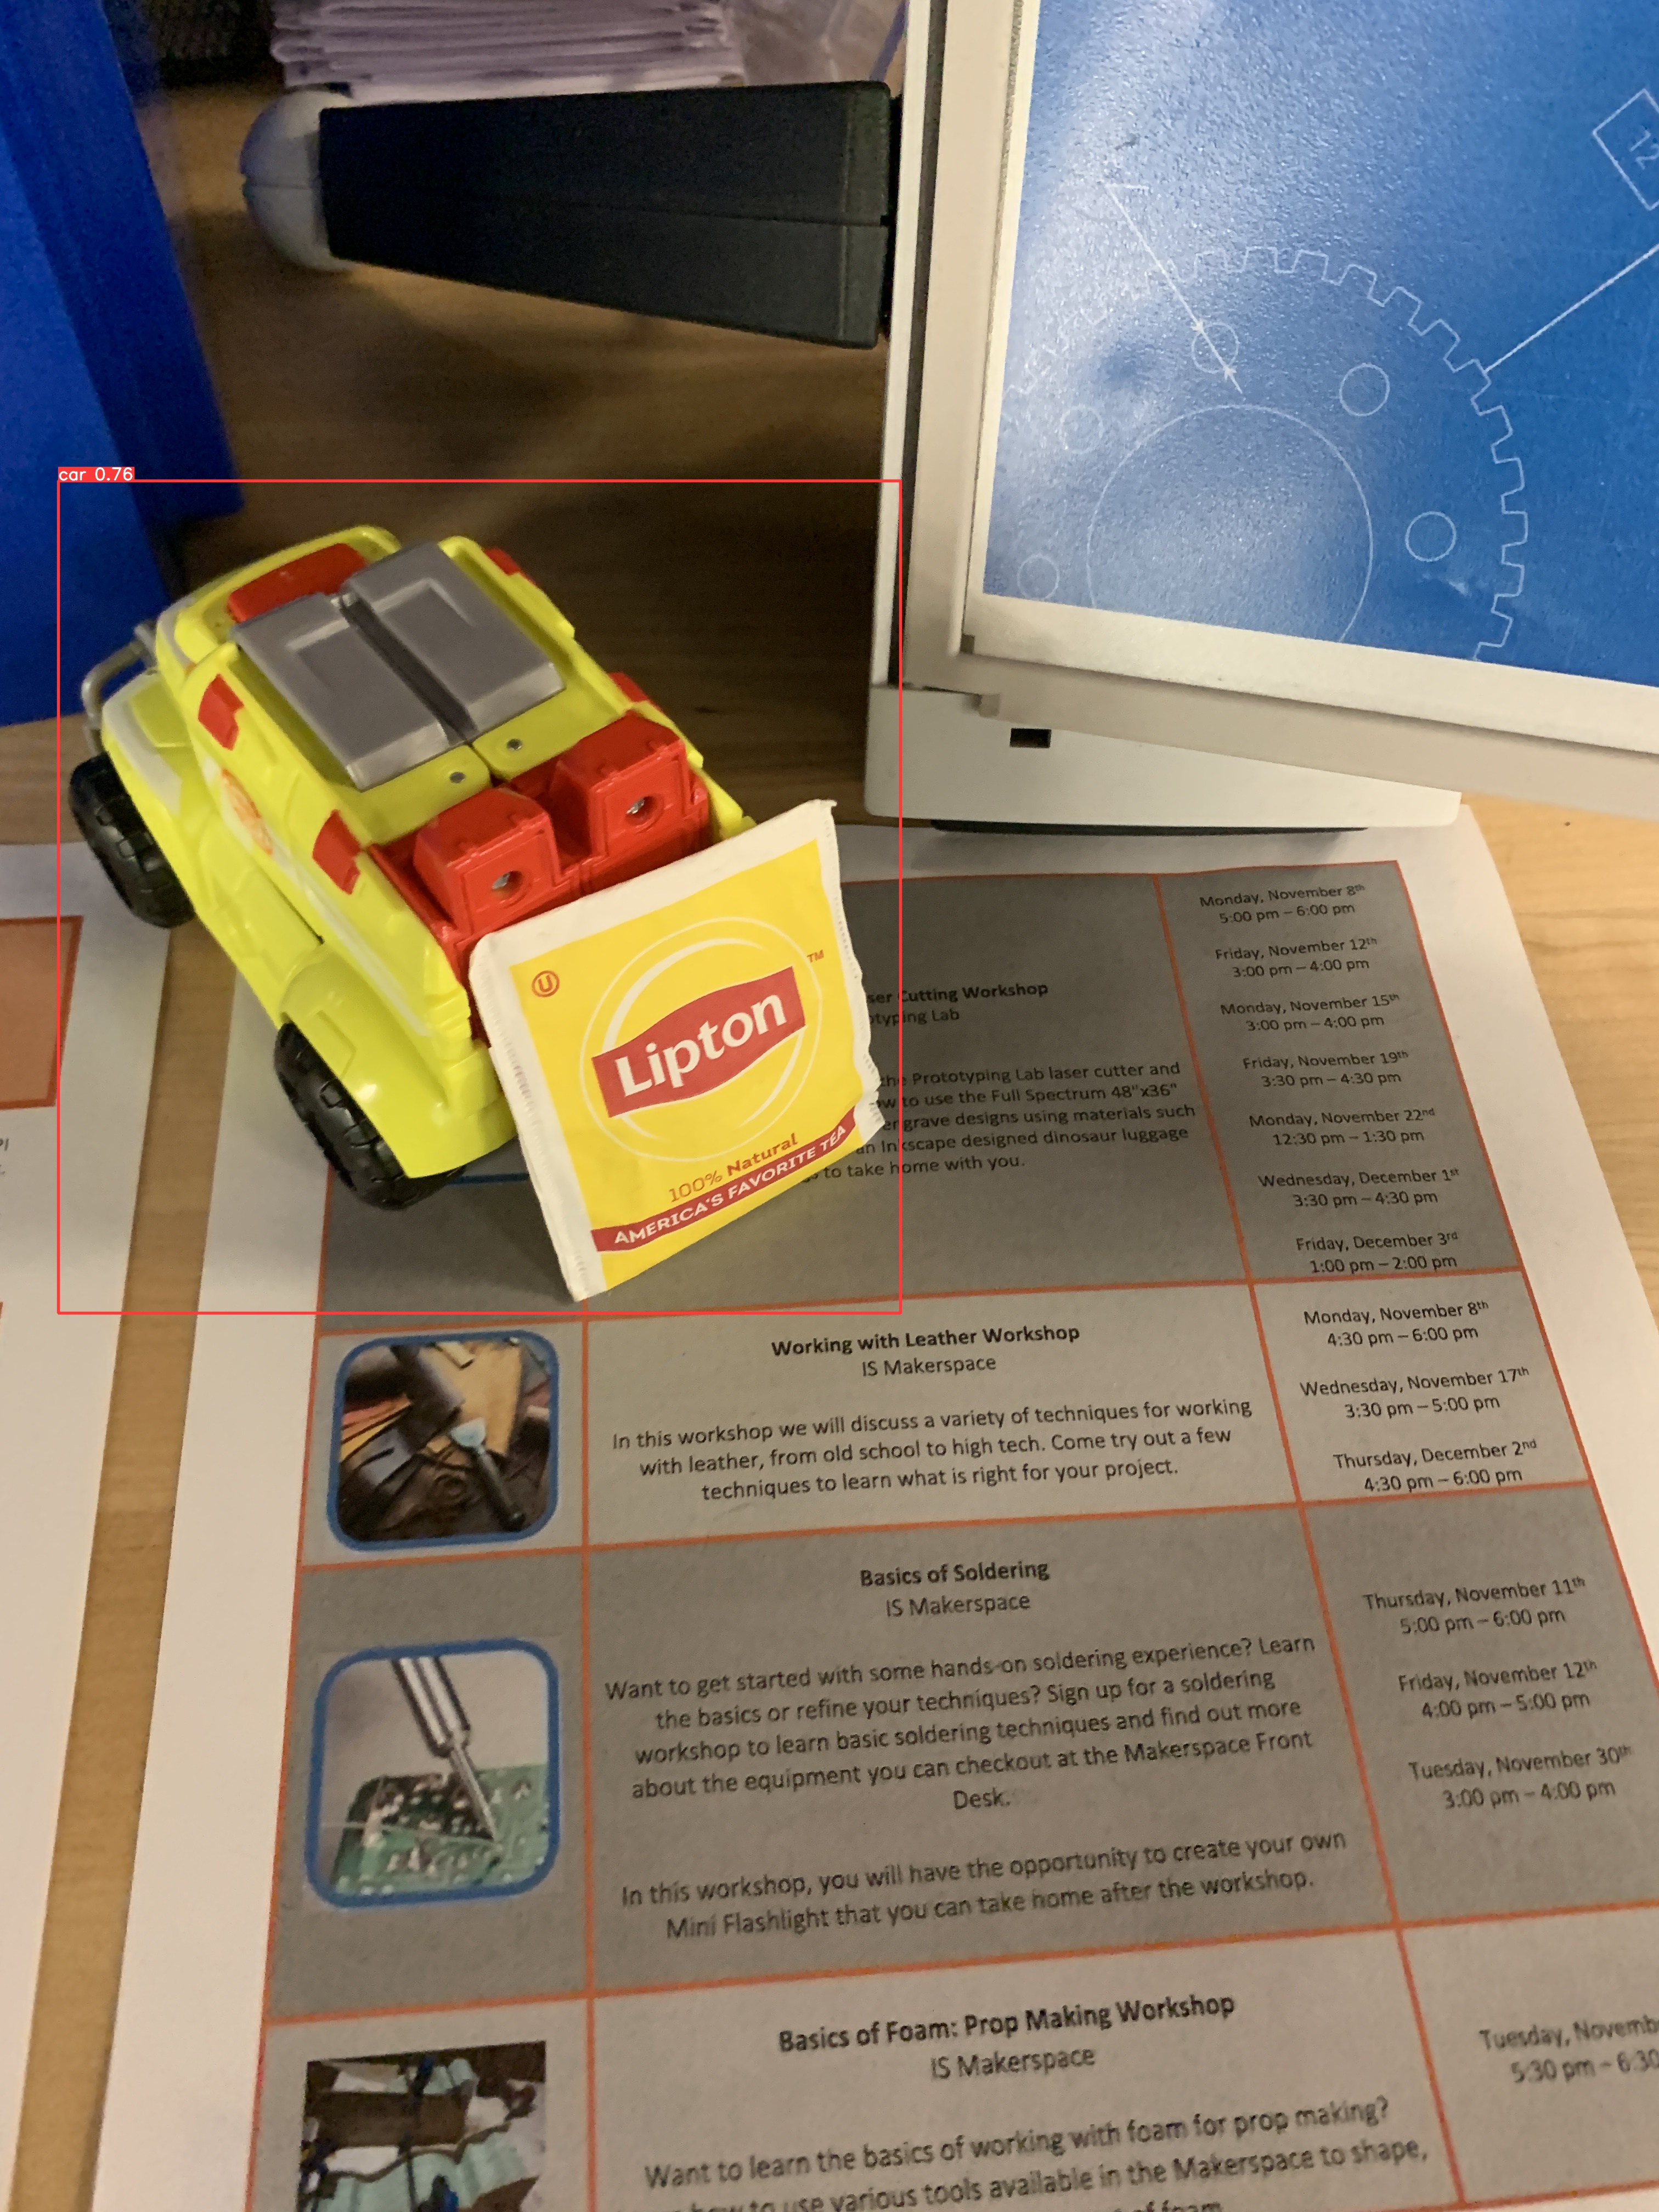 12
car 0.76
U
TM
Lipton
100% Natural
AMERICA'S FAVORITE TEA
Cutting Workshop
Lab
the Prototyping Lab laser cutter and
to use the Full Spectrum 48"x36"
engrave designs using materials such
an Inkscape designed dinosaur luggage
to take home with you.
Monday, November 8th
5:00 pm – 6:00 pm
Friday, November 12th
3:00 pm – 4:00 pm
Monday, November 15th
3:00 pm – 4:00 pm
Friday, November 19th
3:30 pm – 4:30 pm
Monday, November 22nd
12:30 pm – 1:30 pm
Wednesday, December 1st
3:30 pm – 4:30 pm
Friday, December 3rd
1:00 pm – 2:00 pm
Working with Leather Workshop
IS Makerspace
In this workshop we will discuss a variety of techniques for working
with leather, from old school to high tech. Come try out a few
techniques to learn what is right for your project.
Monday, November 8th
4:30 pm – 6:00 pm
Wednesday, November 17th
3:30 pm – 5:00 pm
Thursday, December 2nd
4:30 pm – 6:00 pm
Basics of Soldering
IS Makerspace
Want to get started with some hands-on soldering experience? Learn
the basics or refine your techniques? Sign up for a soldering
workshop to learn basic soldering techniques and find out more
about the equipment you can checkout at the Makerspace Front
Desk.
In this workshop, you will have the opportunity to create your own
Mini Flashlight that you can take home after the workshop.
Thursday, November 11th
5:00 pm – 6:00 pm
Friday, November 12th
4:00 pm – 5:00 pm
Tuesday, November 30th
3:00 pm – 4:00 pm
Basics of Foam: Prop Making Workshop
IS Makerspace
Want to learn the basics of working with foam for prop making?
how to use various tools available in the Makerspace to shape,
of foam
Tuesday, Novemb
5:30 pm – 6:30